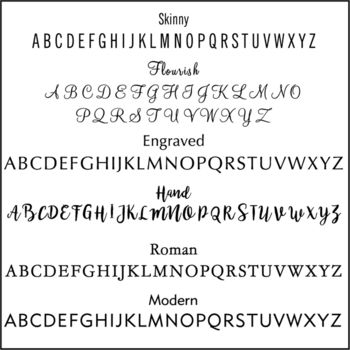 Skinny
ABCDEFGHIJKLMNOPQRSTUVWXYZ
Flourish
ABCDEFGHIJKLMNO
PQRSTUVWXYZ
Engraved
ABCDEFGHIJKLMNOPQRSTUVWXYZ
Hand
ABCDEFGHIJKLMNOPQRSTUVWXYZ
Roman
ABCDEFGHIJKLMNOPQRSTUVWXYZ
Modern
ABCDEFGHIJKLMNOPQRSTUVWXYZ